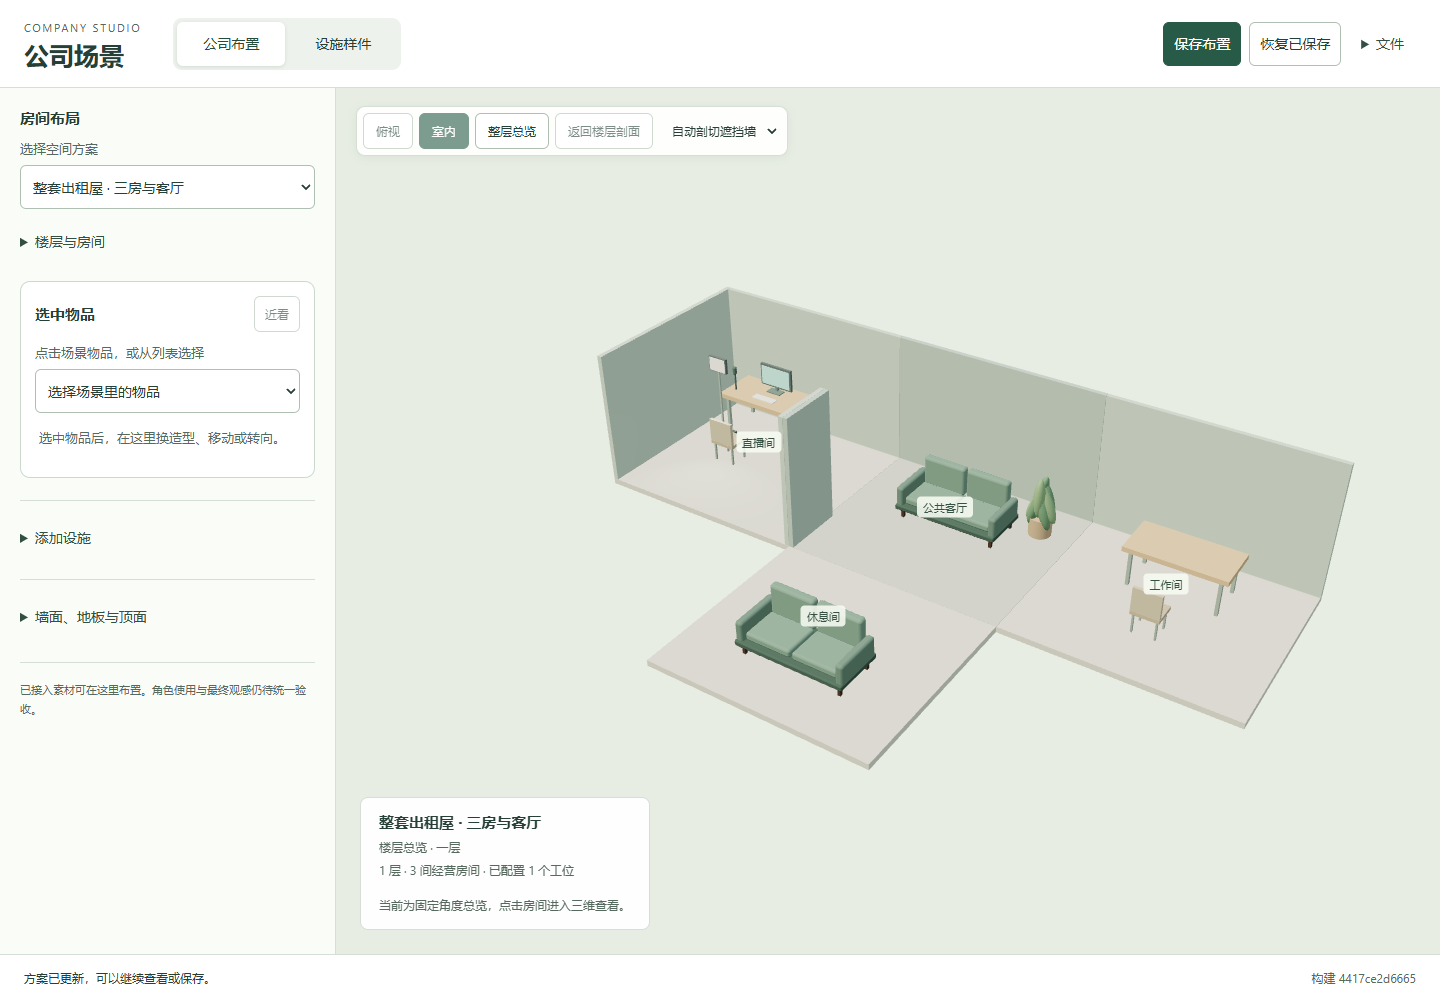 COMPANY STUDIO
公司场景
公司布置
设施样件
保存布置
恢复已保存
▶ 文件
房间布局
选择空间方案
整套出租屋 · 三房与客厅
▶ 楼层与房间
选中物品
近看
点击场景物品，或从列表选择
选择场景里的物品
选中物品后，在这里换造型、移动或转向。
▶ 添加设施
▶ 墙面、地板与顶面
已接入素材可在这里布置。角色使用与最终观感仍待统一验
收。
俯视
室内
整层总览
返回楼层剖面
自动剖切遮挡墙
直播间
公共客厅
工作间
休息间
整套出租屋 · 三房与客厅
楼层总览 · 一层
1 层 · 3 间经营房间 · 已配置 1 个工位
当前为固定角度总览，点击房间进入三维查看。
方案已更新，可以继续查看或保存。
构建 4417ce2d6665